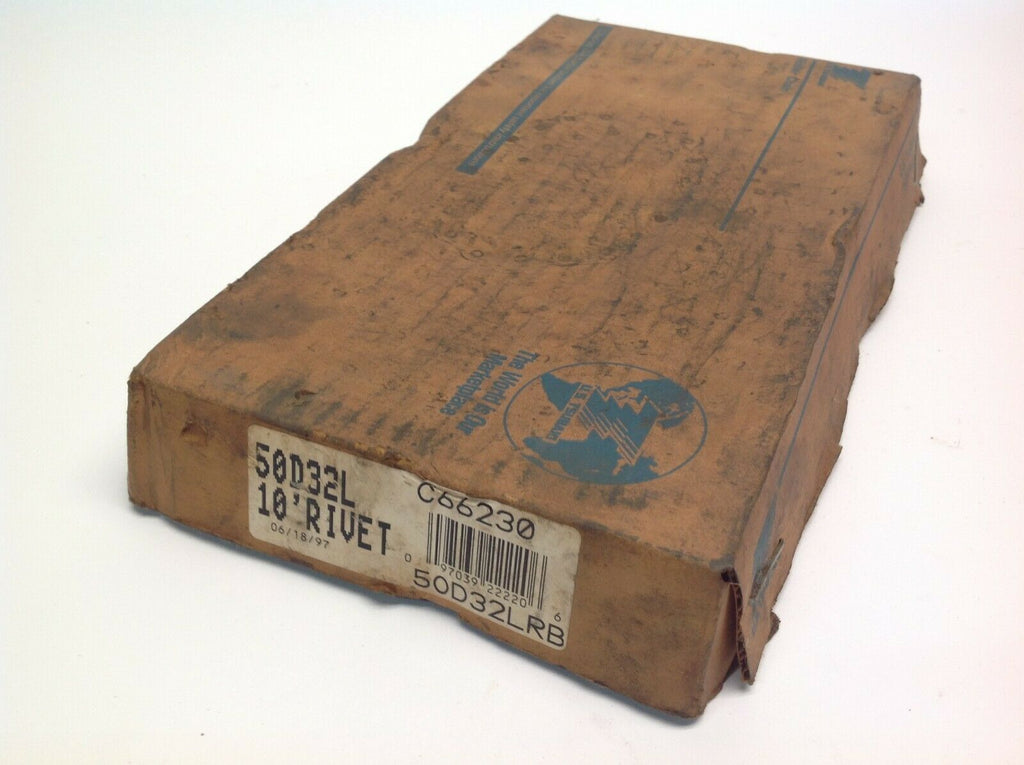 The World Is Our
Marketplace
50D32L
10'RIVET
06/18/97
C66230
0 97039 22220 6
50D32LRB